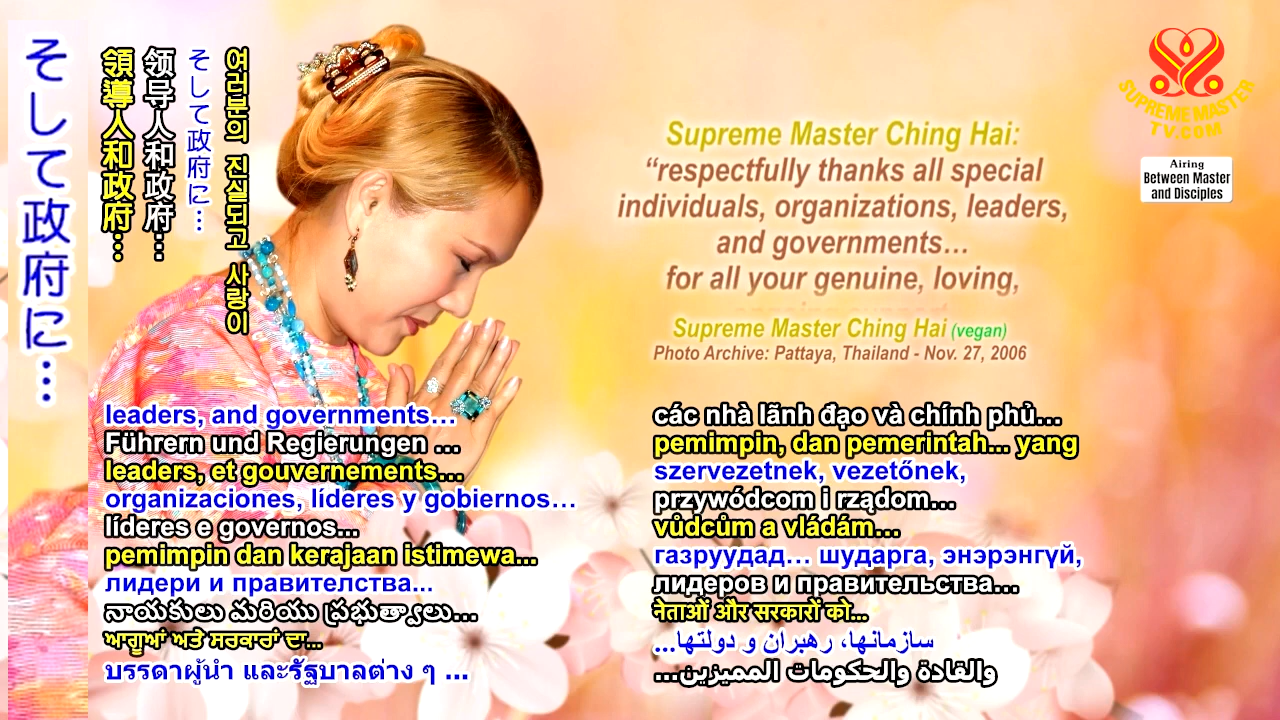 そして政府に…
領導人和政府…
领导人和政府…
そして政府に…
여러분의 진실되고 사랑이
Supreme Master Ching Hai:
“respectfully thanks all special
individuals, organizations, leaders,
and governments…
for all your genuine, loving,
Supreme Master Ching Hai (vegan)
Photo Archive: Pattaya, Thailand - Nov. 27, 2006
SUPREME MASTER
TV.COM
Airing
Between Master
and Disciples
leaders, and governments…
Führern und Regierungen …
leaders, et gouvernements…
organizaciones, líderes y gobiernos…
líderes e governos...
pemimpin dan kerajaan istimewa...
лидери и правителства...
నాయకులు మరియు ప్రభుత్వాలు…
ਆਗੂਆਂ ਅਤੇ ਸਰਕਾਰਾਂ ਦਾ...
บรรดาผู้นำ และรัฐบาลต่าง ๆ ...
các nhà lãnh đạo và chính phủ…
pemimpin, dan pemerintah... yang
szervezetnek, vezetőnek,
przywódcom i rządom…
vůdcům a vládám…
газруудад… шударга, энэрэнгүй,
лидеров и правительства…
नेताओं और सरकारों को...
سازمانها، رهبران و دولتها...
والقادة والحكومات المميزين...